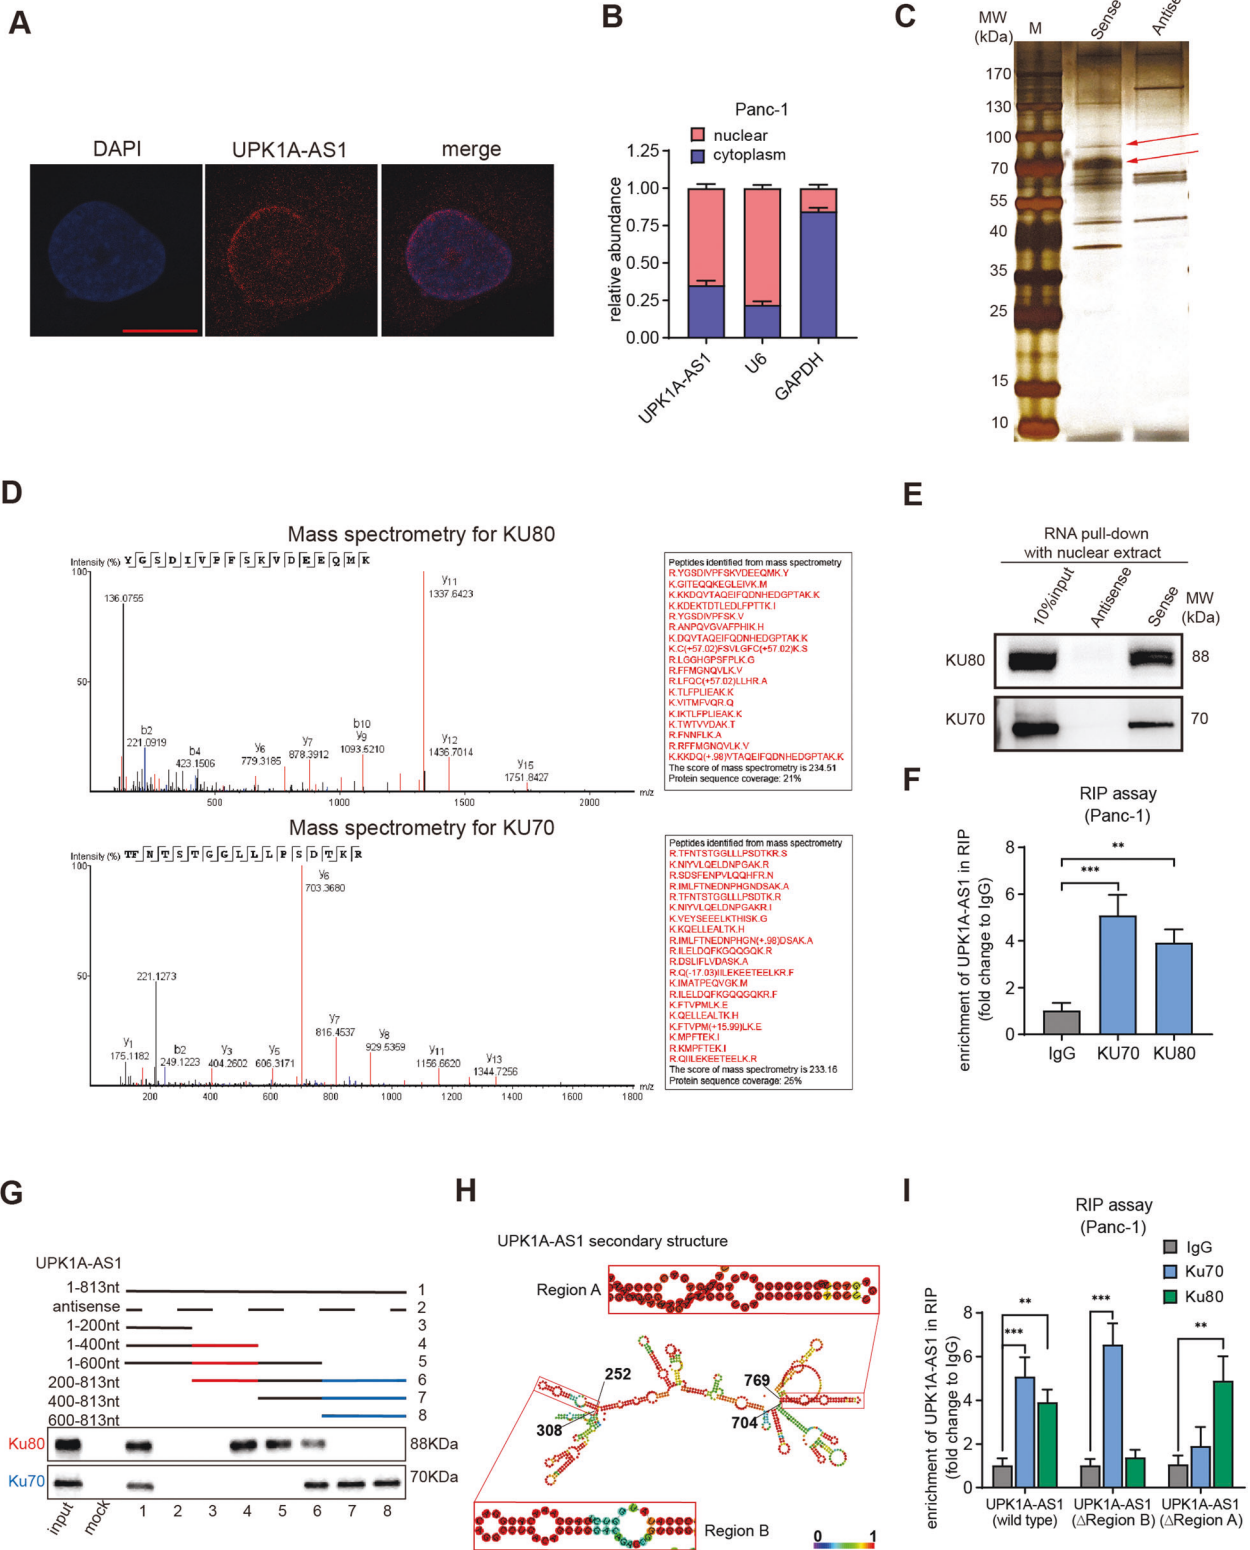 A
DAPI
UPK1A-AS1
merge
B
Panc-1
nuclear
cytoplasm
relative abundance
1.25
1.00
0.75
0.50
0.25
0.00
UPK1A-AS1
U6
GAPDH
C
MW
(kDa)
M
Sense
Antise
170
130
100
70
55
40
35
25
15
10
D
Mass spectrometry for KU80
Intensity (%)
Y G S D I V P F S K V D E E Q M K
100
50
136.0755
b2
221.0919
b4
423.1506
y6
779.3185
y7
878.3912
b10
y9
1093.5210
y11
1337.6423
y12
1436.7014
y15
1751.8427
500
1000
1500
2000
m/z
Peptides identified from mass spectrometry
R.YGSDIVPFSKVDEEQMK.Y
K.GITEQQKEGLEIVK.M
K.KKDQVTAQEIFQDNHEDGPTAK.K
K.KDEKTDTLEDLFPTTK.I
R.YGSDIVPFSK.V
R.ANPQVGVAFPHIK.H
K.DQVTAQEIFQDNHEDGPTAK.K
K.C(+57.02)FSVLGFC(+57.02)K.S
R.LGGHGPSFPLK.G
R.FFMGNQVLK.V
R.LFQC(+57.02)LLHR.A
K.TLFPLIEAK.K
K.VITMFVQR.Q
K.IKTLFPLIEAK.K
K.TWTVVDAK.T
R.FNNFLK.A
R.RFFMGNQVLK.V
K.KKDQ(+.98)VTAQEIFQDNHEDGPTAK.K
The score of mass spectrometry is 234.51
Protein sequence coverage: 21%
Mass spectrometry for KU70
Intensity (%)
TF N T S T G G L L L P S D T K R
100
50
y1
175.1182
221.1273
b2
249.1223
y3
404.2602
y5
606.3171
y6
703.3680
y7
816.4537
y8
929.5369
y11
1156.6620
y13
1344.7256
200
400
600
800
1000
1200
1400
1600
1800
m/z
Peptides identified from mass spectrometry
R.TFNTSTGGLLLPSDTKR.S
K.NIYVLQELDNPGAK.R
R.SDSFENPVLQQHFR.N
R.IMLFTNEDNPHGNDSAK.A
R.TFNTSTGGLLLPSDTK.R
K.NIYVLQELDNPGAKR.I
K.VEYSEEELKTHISK.G
K.KQELLEALTK.H
R.IMLFTNEDNPHGN(+.98)DSAK.A
R.ILELDQFKGQQGQK.R
R.DSLIFLVDASK.A
R.Q(-17.03)IILEKEETEELKR.F
K.IMATPEQVGK.M
R.ILELDQFKGQQGQKR.F
K.FTVPMLK.E
K.QELLEALTK.H
K.FTVPM(+15.99)LK.E
K.MPFTEK.I
R.KMPFTEK.I
R.QIILEKEETEELK.R
The score of mass spectrometry is 233.16
Protein sequence coverage: 25%
E
RNA pull-down
with nuclear extract
10%input
Antisense
Sense
MW
(kDa)
KU80
88
KU70
70
F
RIP assay
(Panc-1)
enrichment of UPK1A-AS1 in RIP
(fold change to IgG)
8
6
4
2
0
**
***
IgG
KU70
KU80
G
UPK1A-AS1
1-813nt
1
antisense
2
1-200nt
3
1-400nt
4
1-600nt
5
200-813nt
6
400-813nt
7
600-813nt
8
Ku80
88KDa
Ku70
70KDa
input
mock
1
2
3
4
5
6
7
8
H
UPK1A-AS1 secondary structure
Region A
252
308
769
704
Region B
0
1
I
RIP assay
(Panc-1)
IgG
Ku70
Ku80
enrichment of UPK1A-AS1 in RIP
(fold change to IgG)
8
6
4
2
0
**
***
***
**
UPK1A-AS1
(wild type)
UPK1A-AS1
(ΔRegion B)
UPK1A-AS1
(ΔRegion A)